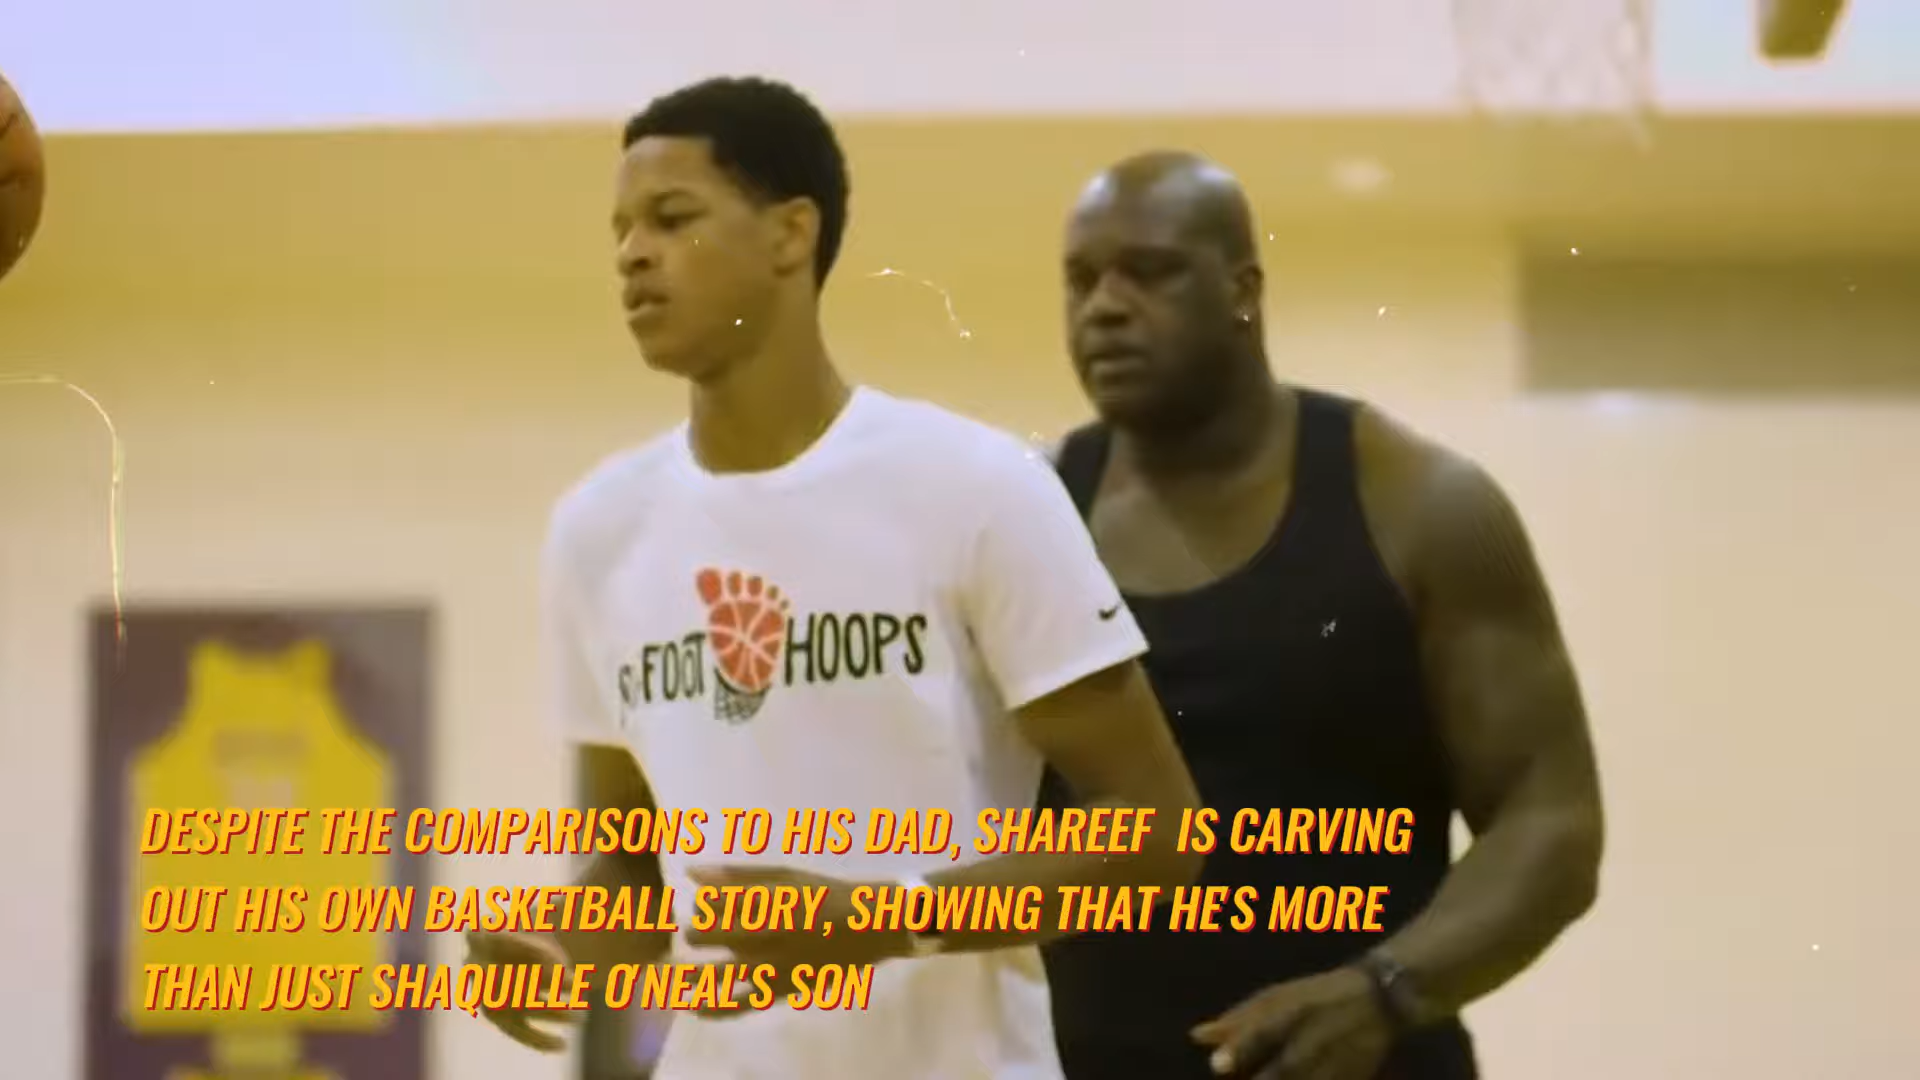 FOOT HOOPS
DESPITE THE COMPARISONS TO HIS DAD, SHAREEF IS CARVING
OUT HIS OWN BASKETBALL STORY, SHOWING THAT HE'S MORE
THAN JUST SHAQUILLE O'NEAL'S SON